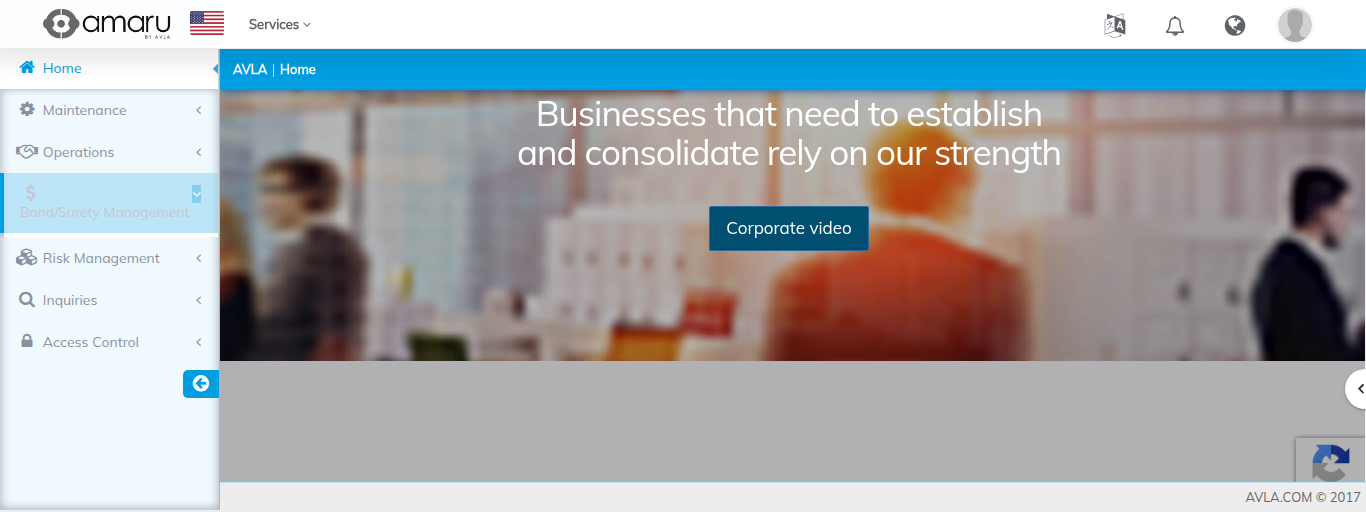 amaru
BY AVLA
Services
Home
AVLA | Home
Maintenance
Operations
$
Bond/Surety Management
Risk Management
Inquiries
Access Control
Businesses that need to establish
and consolidate rely on our strength
Corporate video
AVLA.COM © 2017